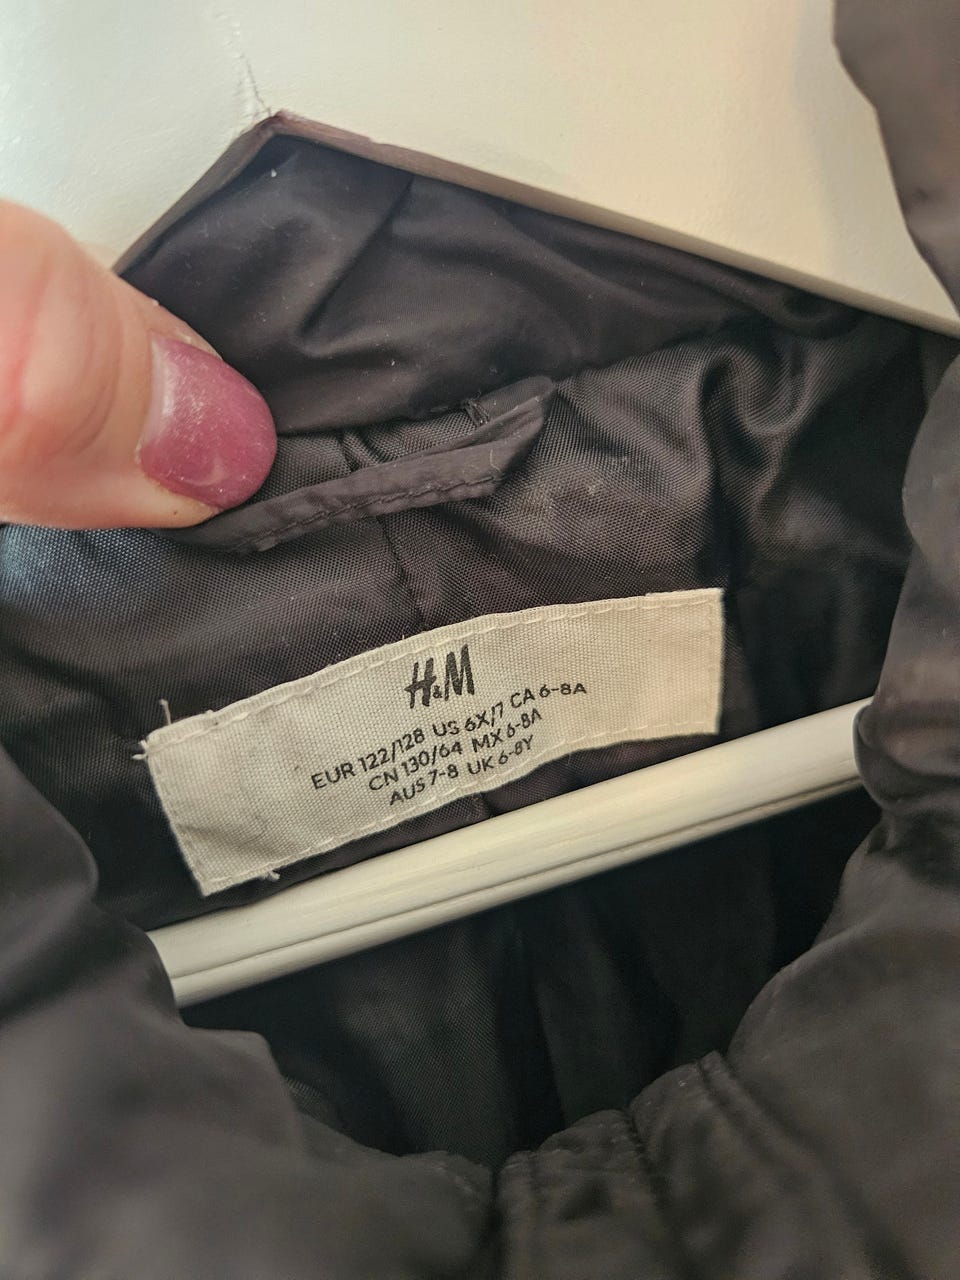 H&M
EUR 122/128 US 6X/7 CA 6-8A
CN 130/64 MX 6-8A
AUS 7-8 UK 6-8Y